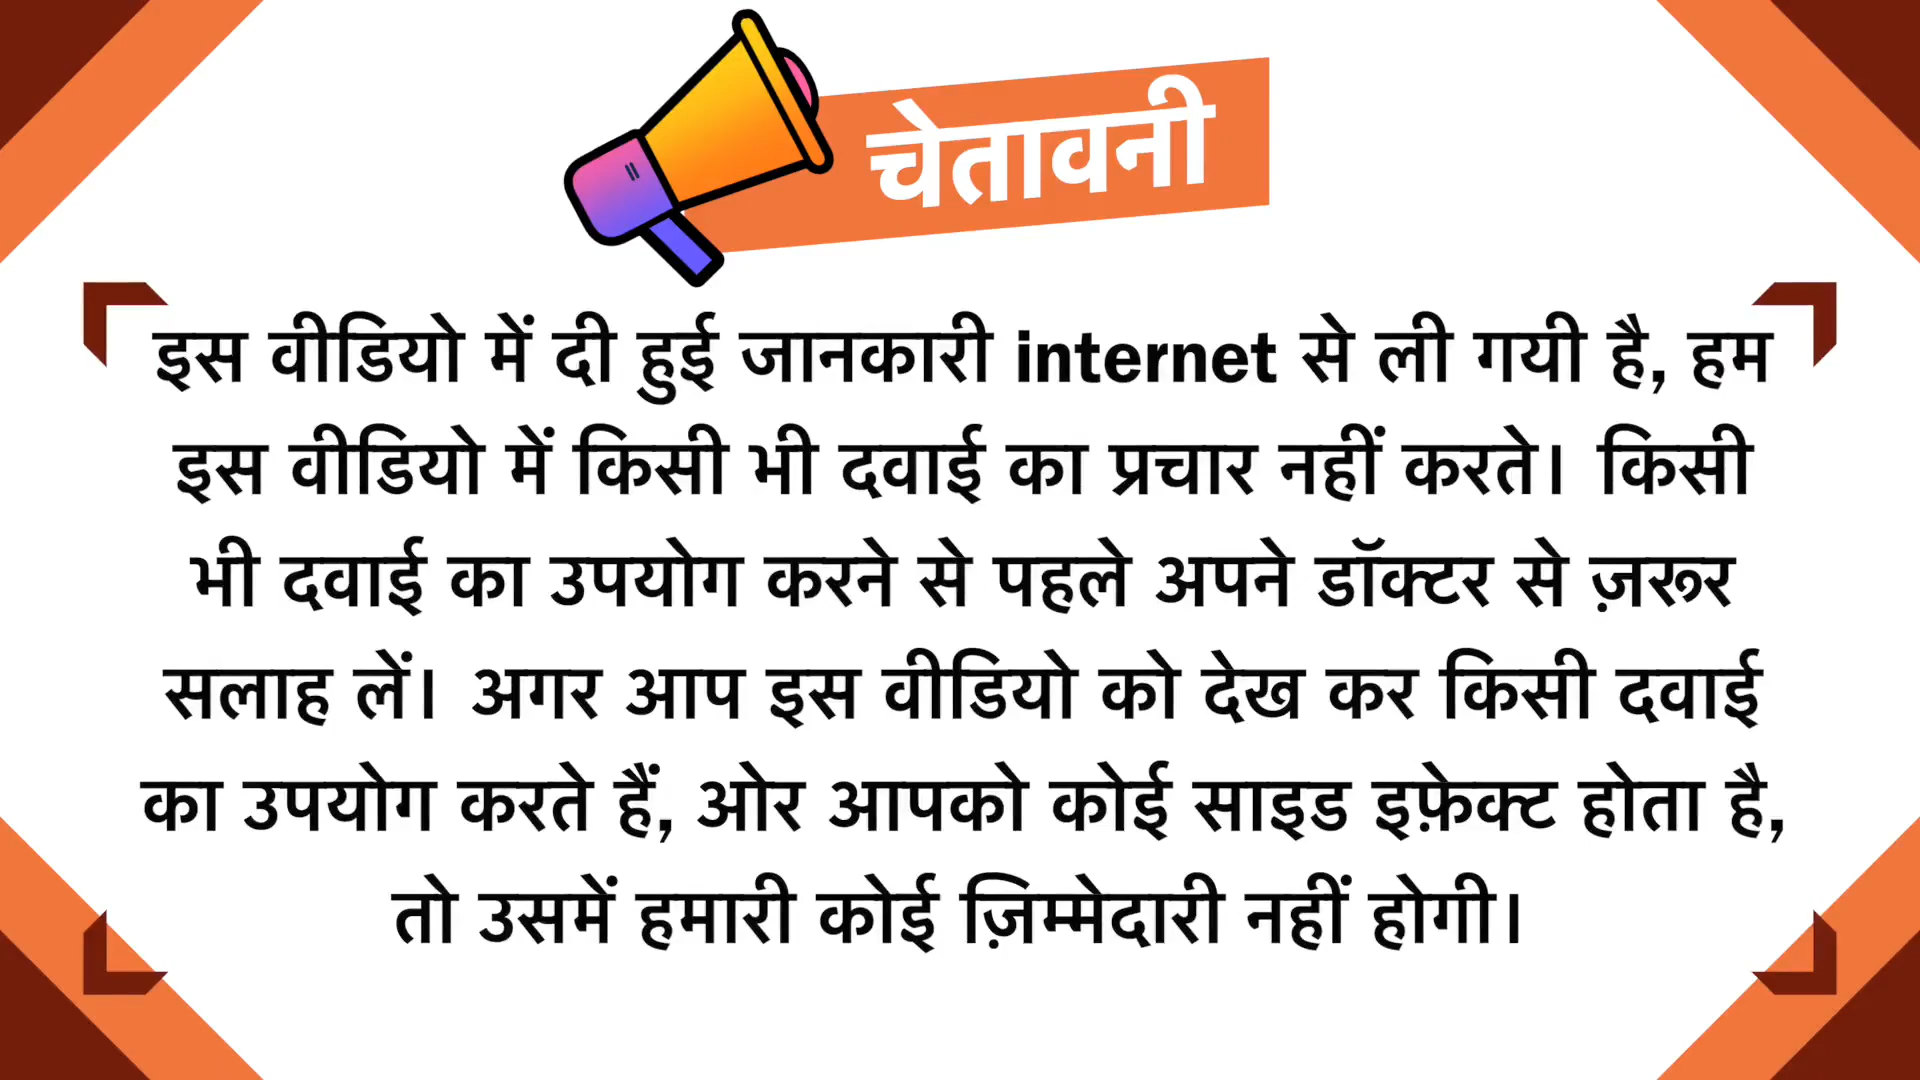 चेतावनी
इस वीडियो में दी हुई जानकारी internet से ली गयी है, हम
इस वीडियो में किसी भी दवाई का प्रचार नहीं करते। किसी
भी दवाई का उपयोग करने से पहले अपने डॉक्टर से ज़रूर
सलाह लें। अगर आप इस वीडियो को देख कर किसी दवाई
का उपयोग करते हैं, ओर आपको कोई साइड इफ़ेक्ट होता है,
तो उसमें हमारी कोई ज़िम्मेदारी नहीं होगी।